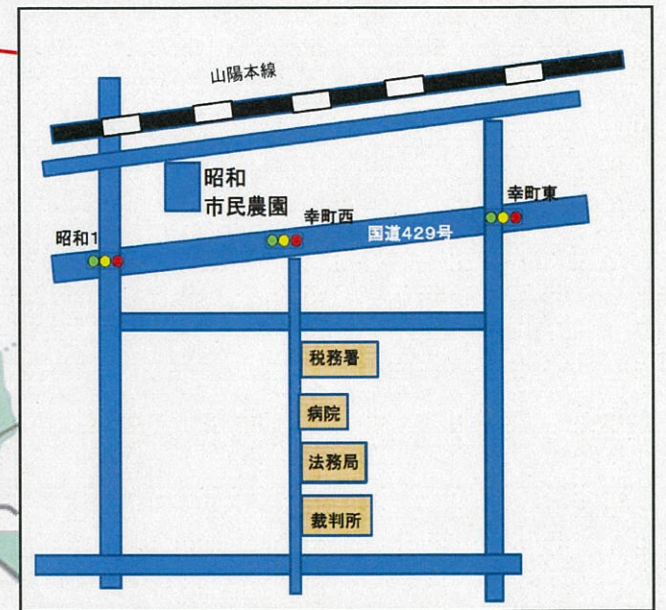 山陽本線
昭和
市民農園
幸町東
幸町西
国道429号
昭和1
税務署
病院
法務局
裁判所